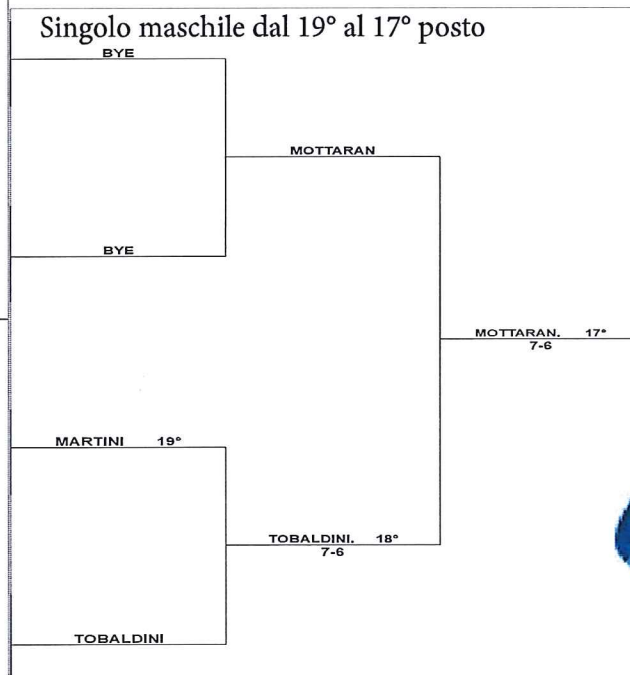 Singolo maschile dal 19° al 17° posto
BYE
MOTTARAN
BYE
MOTTARAN. 17°
7-6
MARTINI 19°
TOBALDINI. 18°
7-6
TOBALDINI